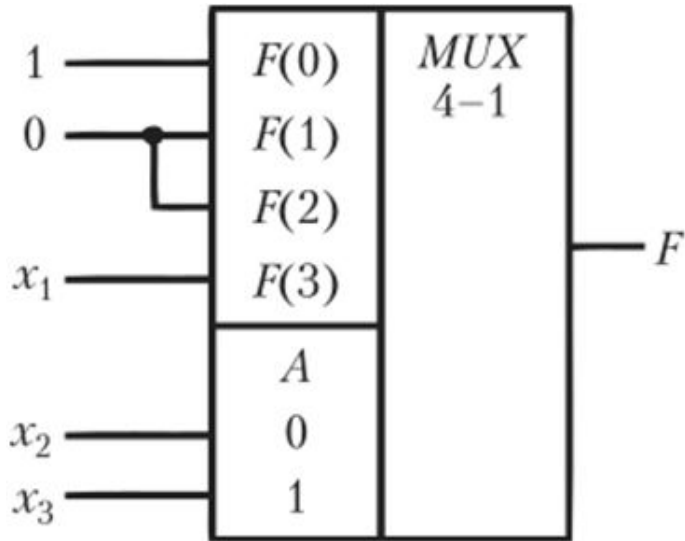 1 F(0) MUX
4–1
0 F(1)
F(2)
F
x₁ F(3)
A
x₂ 0
x₃ 1